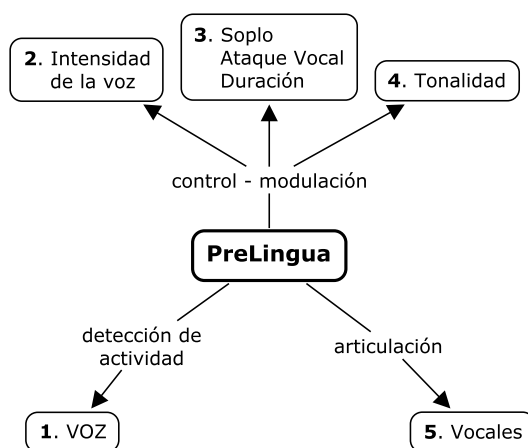 2. Intensidad
de la voz
3. Soplo
Ataque Vocal
Duración
4. Tonalidad
control - modulación
PreLingua
detección de
actividad
articulación
1. VOZ
5. Vocales